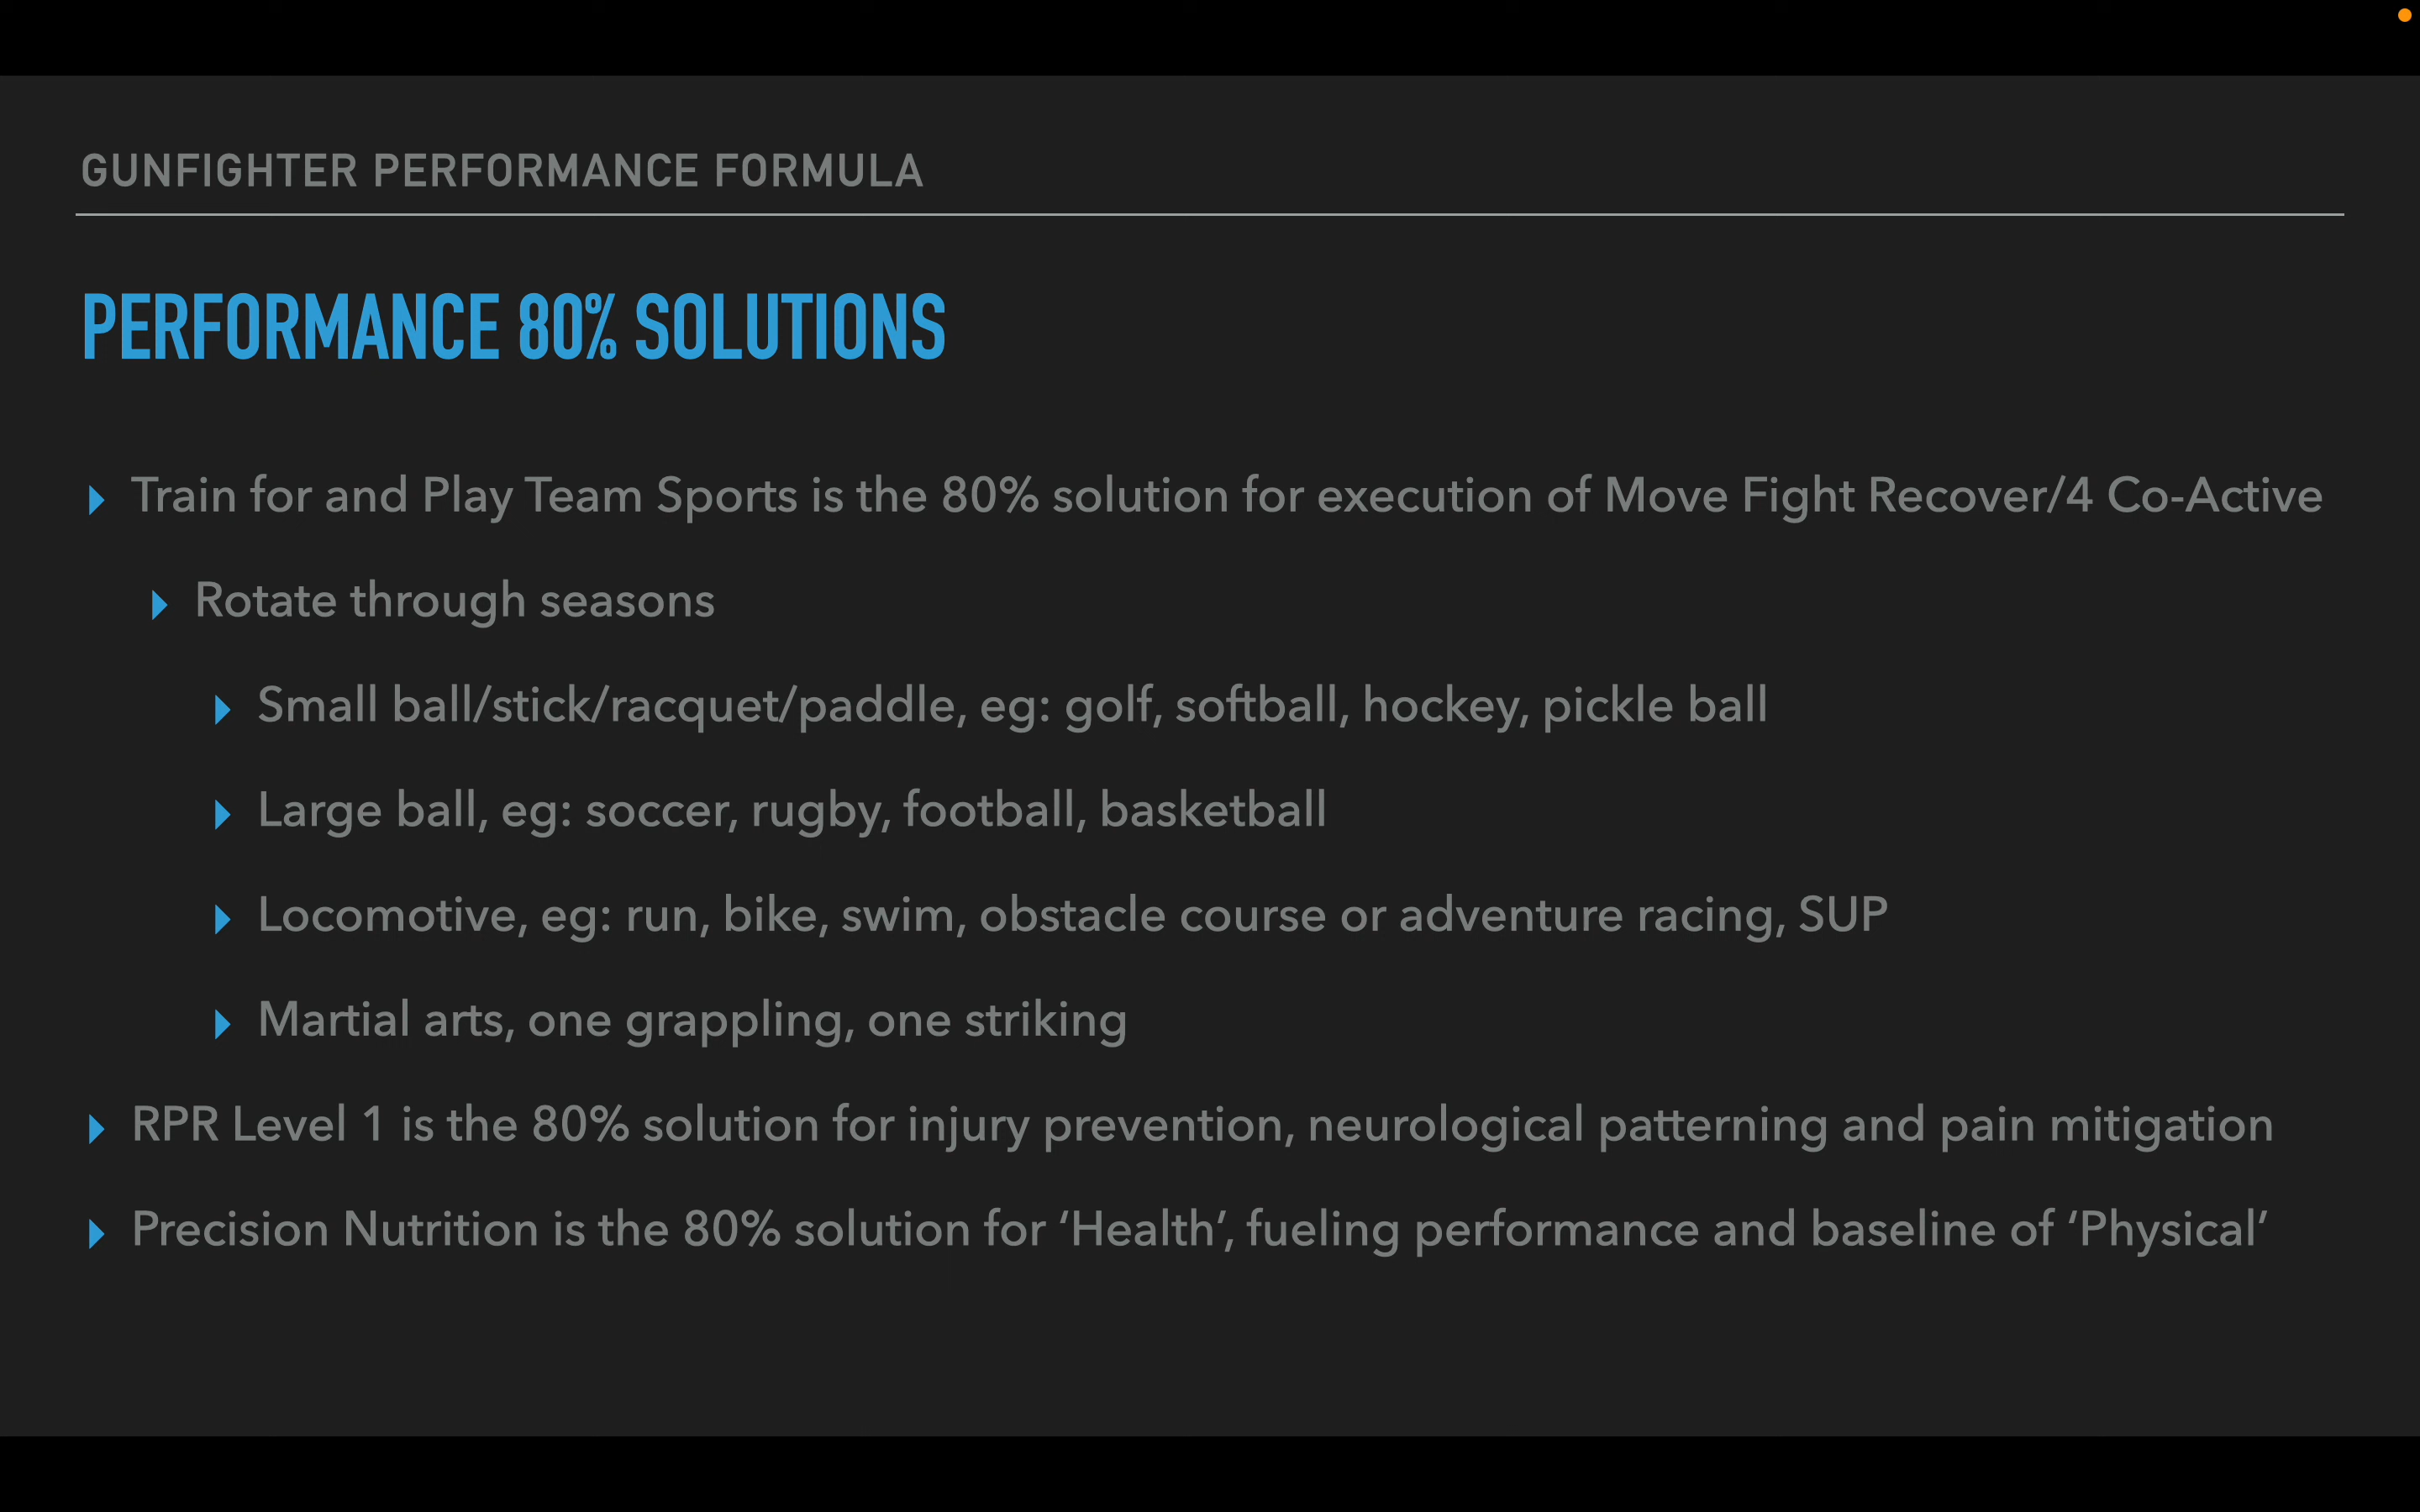 GUNFIGHTER PERFORMANCE FORMULA
PERFORMANCE 80% SOLUTIONS
Train for and Play Team Sports is the 80% solution for execution of Move Fight Recover/4 Co-Active
Rotate through seasons
Small ball/stick/racquet/paddle, eg: golf, softball, hockey, pickle ball
Large ball, eg: soccer, rugby, football, basketball
Locomotive, eg: run, bike, swim, obstacle course or adventure racing, SUP
Martial arts, one grappling, one striking
RPR Level 1 is the 80% solution for injury prevention, neurological patterning and pain mitigation
Precision Nutrition is the 80% solution for ‘Health’, fueling performance and baseline of ‘Physical’